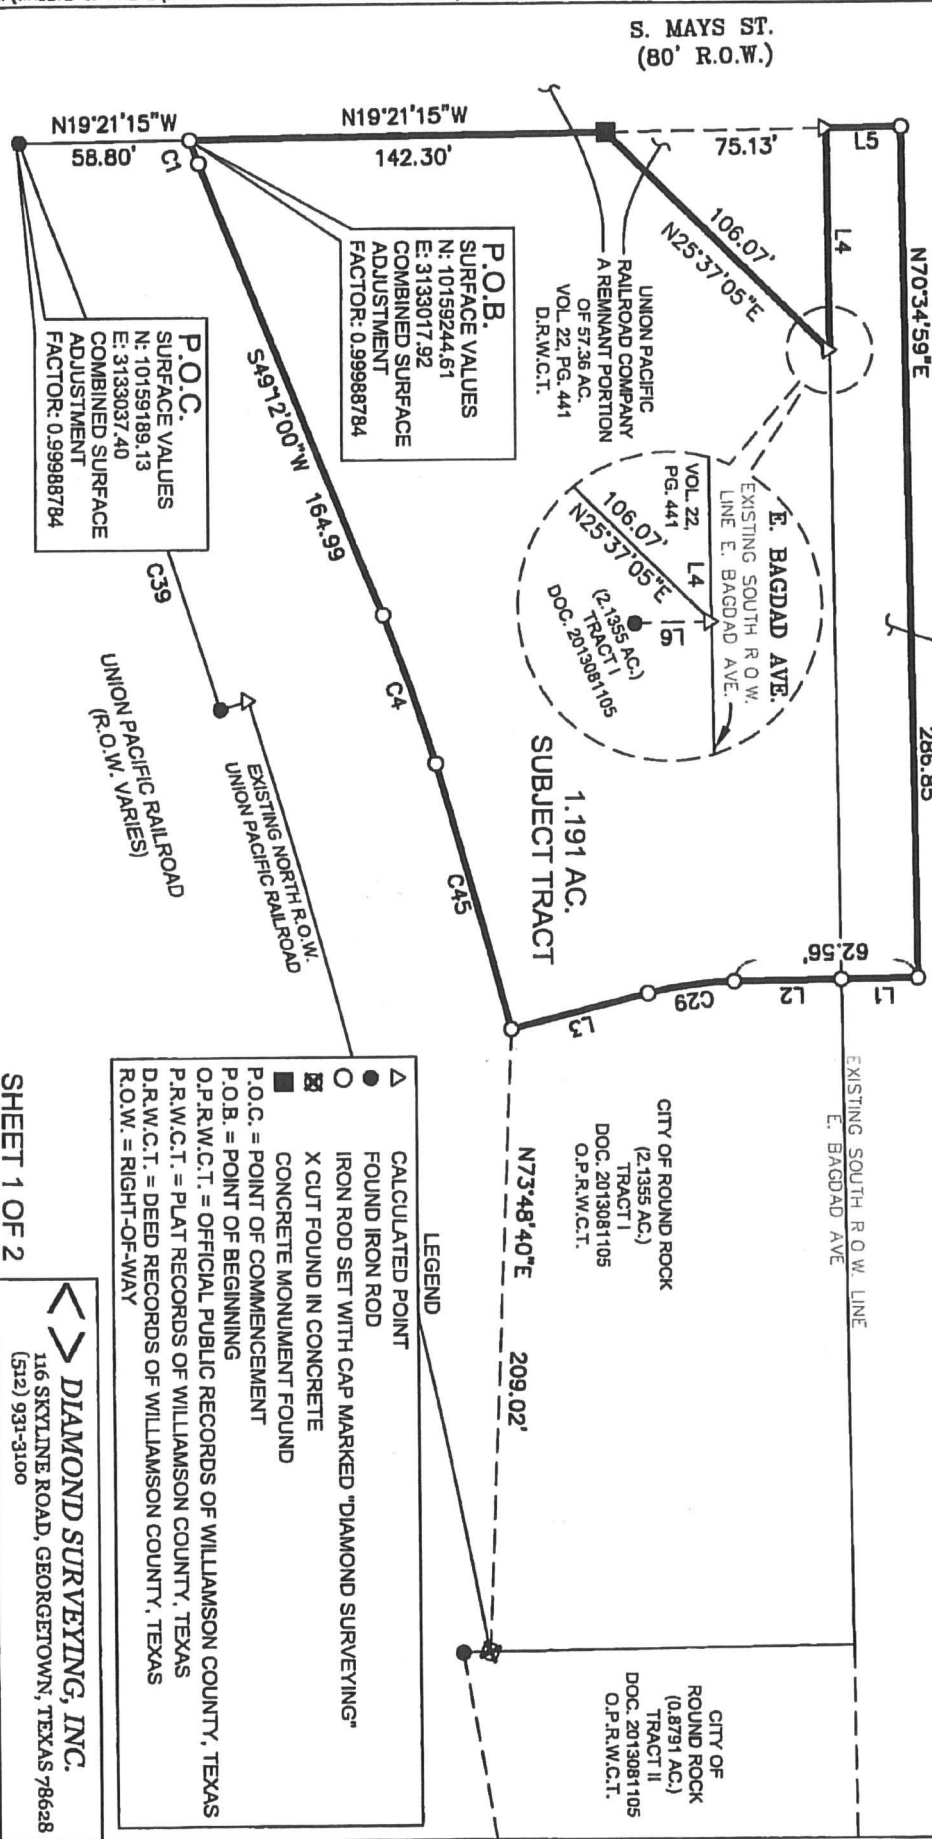 S. MAYS ST.
(80' R.O.W.)
N19°21'15"W
58.80'
C1
N19°21'15"W
142.30'
75.13'
L5
L4
N70°34'59"E
286.85
106.07'
N25°37'05"E
UNION PACIFIC
RAILROAD COMPANY
A REMNANT PORTION
OF 57.36 AC.
VOL. 22, PG. 441
D.R.W.C.T.
E. BAGDAD AVE.
EXISTING SOUTH R O W.
LINE E. BAGDAD AVE.
VOL. 22,
PG. 441
L4
106.07'
N25°37'05"E
L6
(2.1355 AC.)
TRACT I
DOC. 2013081105
P.O.B.
SURFACE VALUES
N: 10159244.61
E: 3133017.92
COMBINED SURFACE
ADJUSTMENT
FACTOR: 0.99988784
P.O.C.
SURFACE VALUES
N: 10159189.13
E: 3133037.40
COMBINED SURFACE
ADJUSTMENT
FACTOR: 0.99988784
S49°12'00"W 164.99
C4
C45
C39
1.191 AC.
SUBJECT TRACT
62.56'
L1
L2
C29
L3
EXISTING NORTH R.O.W.
UNION PACIFIC RAILROAD
UNION PACIFIC RAILROAD
(R.O.W. VARIES)
EXISTING SOUTH R O W. LINE
E. BAGDAD AVE
CITY OF ROUND ROCK
(2.1355 AC.)
TRACT I
DOC. 2013081105
O.P.R.W.C.T.
N73°48'40"E 209.02'
CITY OF
ROUND ROCK
(0.8791 AC.)
TRACT II
DOC. 2013081105
O.P.R.W.C.T.
LEGEND
CALCULATED POINT
FOUND IRON ROD
IRON ROD SET WITH CAP MARKED "DIAMOND SURVEYING"
X CUT FOUND IN CONCRETE
CONCRETE MONUMENT FOUND
P.O.C. = POINT OF COMMENCEMENT
P.O.B. = POINT OF BEGINNING
O.P.R.W.C.T. = OFFICIAL PUBLIC RECORDS OF WILLIAMSON COUNTY, TEXAS
P.R.W.C.T. = PLAT RECORDS OF WILLIAMSON COUNTY, TEXAS
D.R.W.C.T. = DEED RECORDS OF WILLIAMSON COUNTY, TEXAS
R.O.W. = RIGHT-OF-WAY
SHEET 1 OF 2
DIAMOND SURVEYING, INC.
116 SKYLINE ROAD, GEORGETOWN, TEXAS 78628
(512) 931-3100